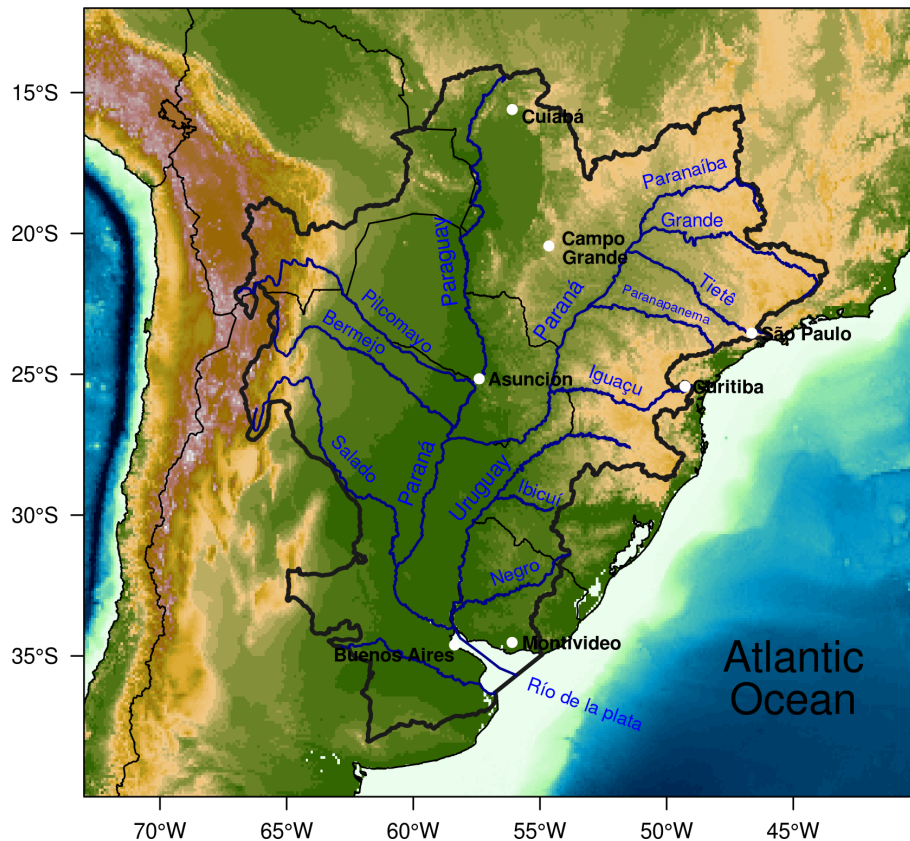 15°S
20°S
25°S
30°S
35°S
Cuiabá
Paranaíba
Grande
Campo
Grande
Paraguay
Paraná
Tietê
Paranapanema
São Paulo
Pilcomayo
Bermejo
Asunción
Iguaçu
Curitiba
Salado
Paraná
Uruguay
Ibicuí
Negro
Montivideo
Buenos Aires
Río de la plata
Atlantic
Ocean
70°W
65°W
60°W
55°W
50°W
45°W